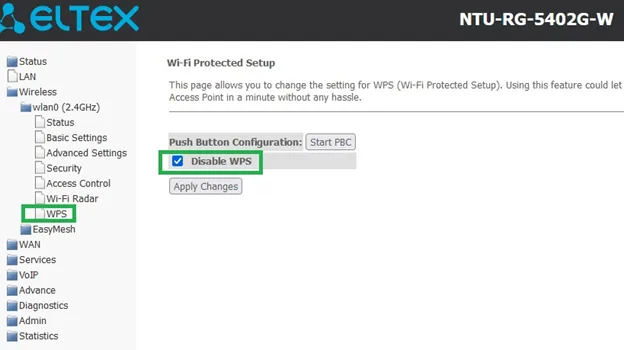 ELTEX
NTU-RG-5402G-W
Status
LAN
Wireless
wlan0 (2.4GHz)
Status
Basic Settings
Advanced Settings
Security
Access Control
Wi-Fi Radar
WPS
EasyMesh
WAN
Services
VoIP
Advance
Diagnostics
Admin
Statistics
Wi-Fi Protected Setup
This page allows you to change the setting for WPS (Wi-Fi Protected Setup). Using this feature could let
Access Point in a minute without any hassle.
Push Button Configuration: Start PBC
Disable WPS
Apply Changes